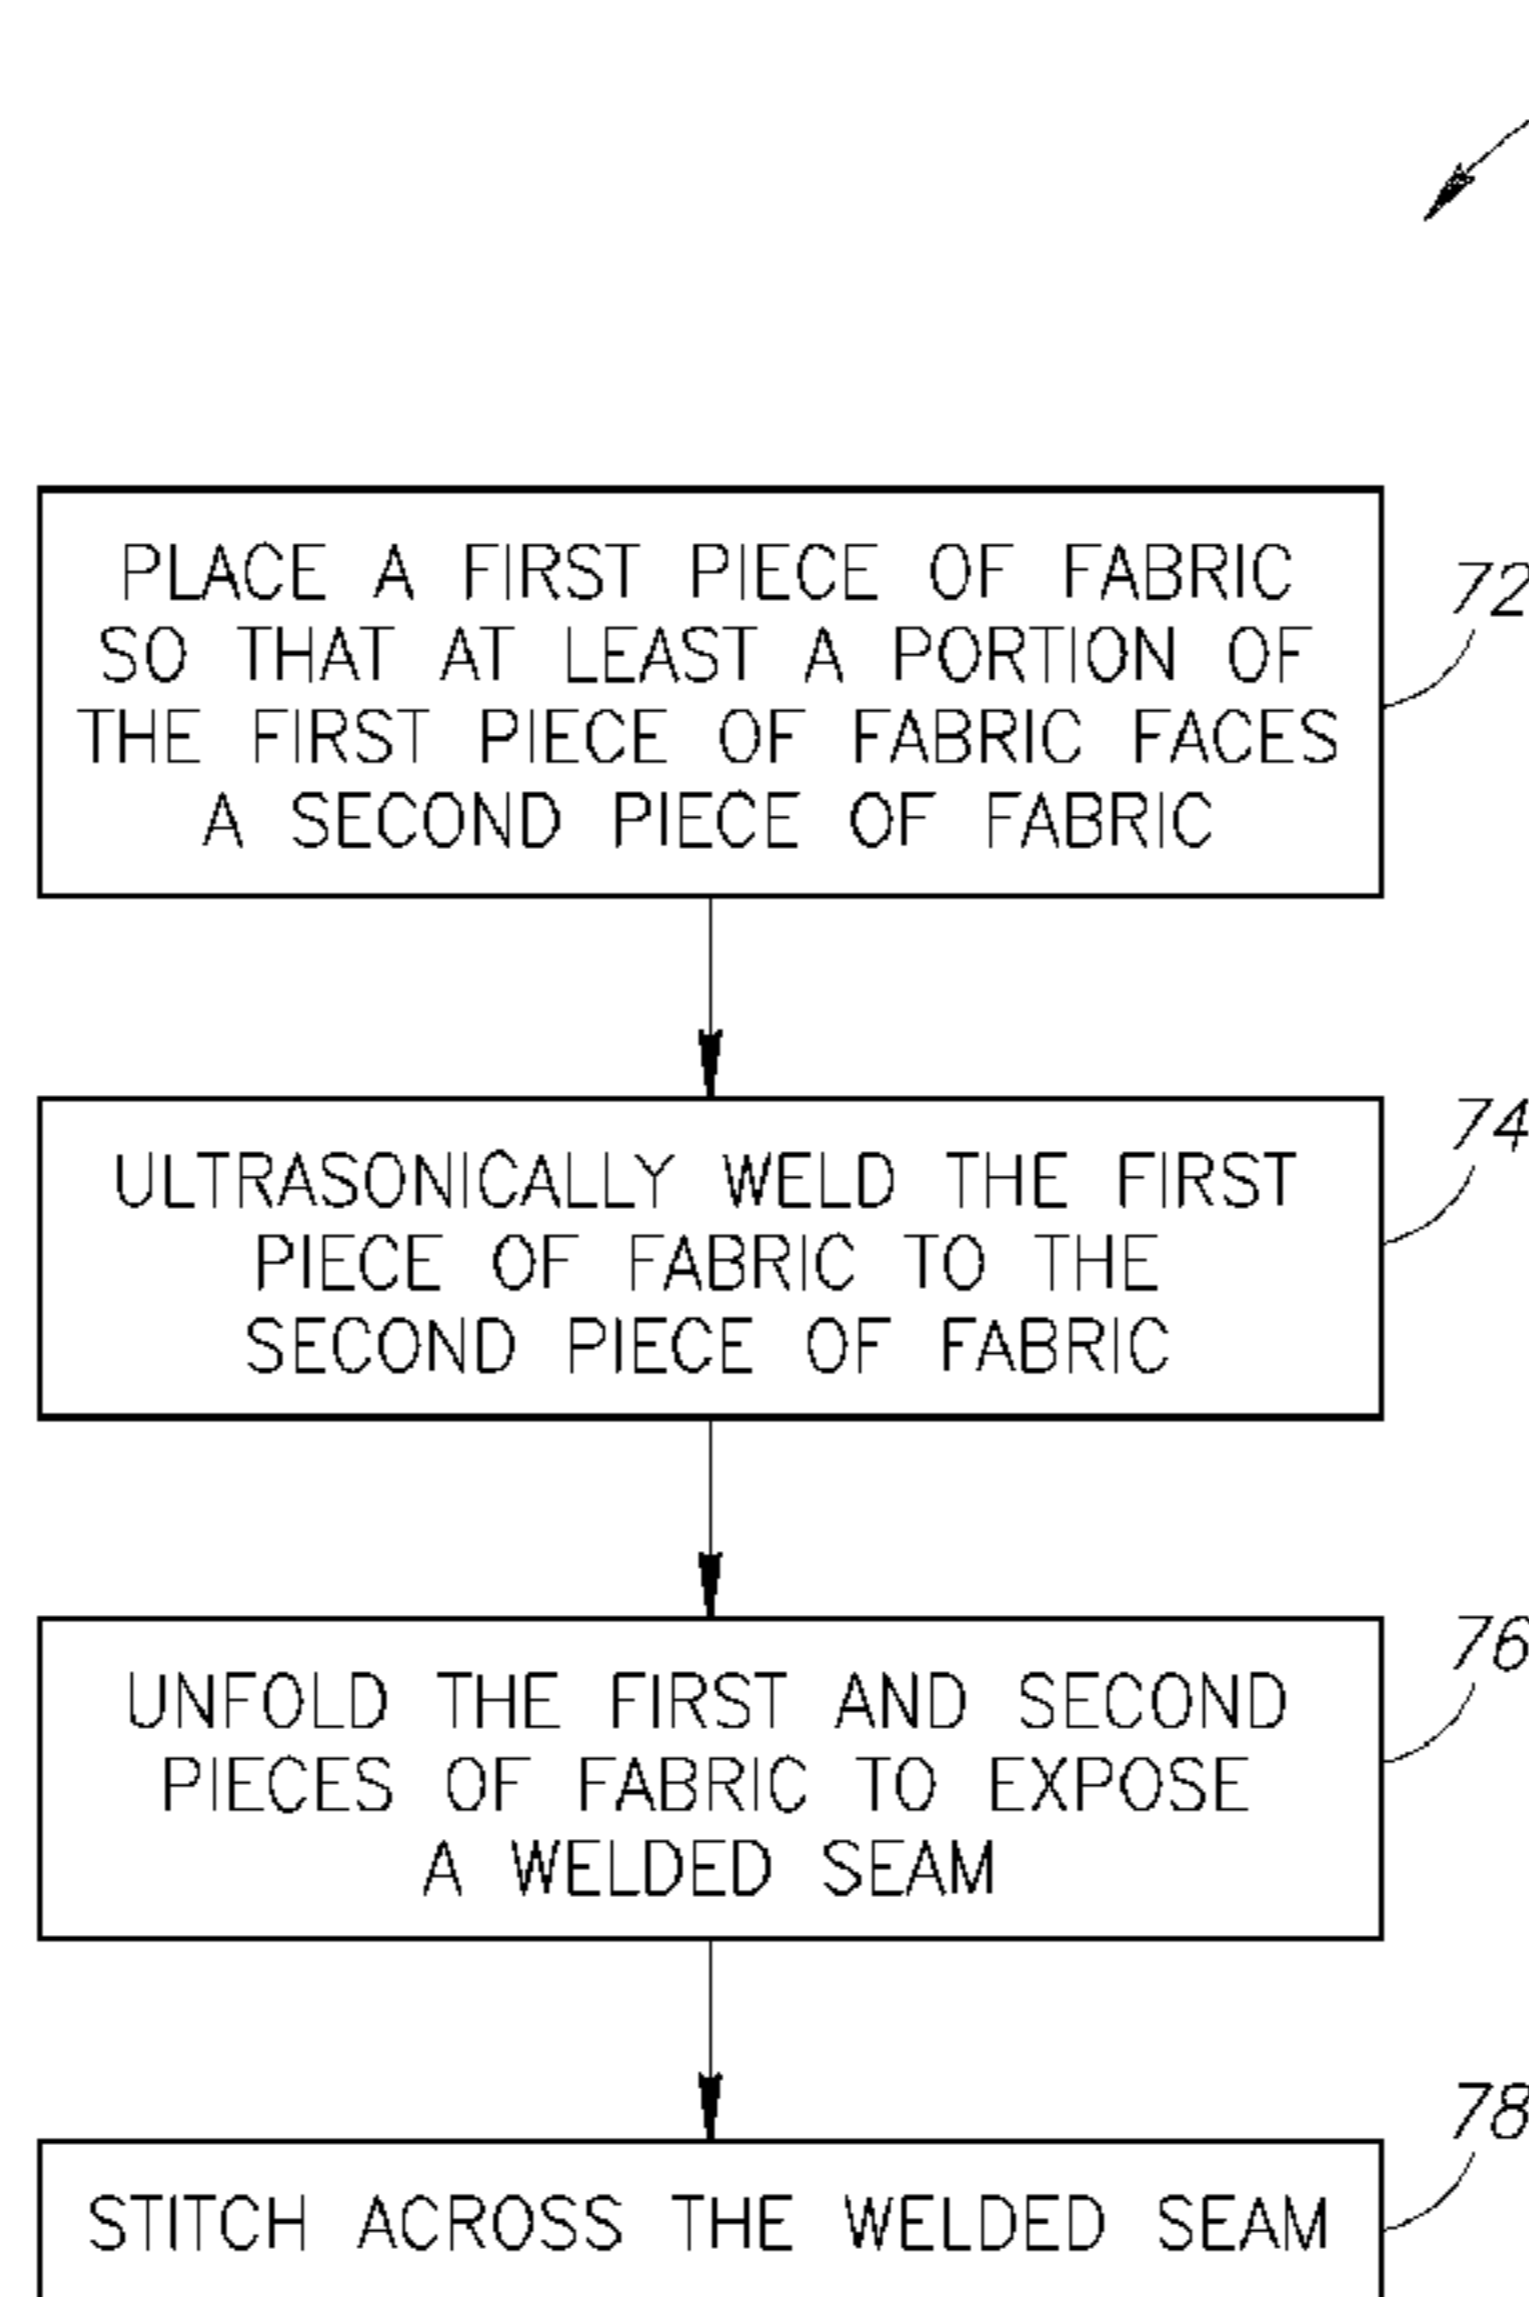 PLACE A FIRST PIECE OF FABRIC
SO THAT AT LEAST A PORTION OF
THE FIRST PIECE OF FABRIC FACES
A SECOND PIECE OF FABRIC
72
ULTRASONICALLY WELD THE FIRST
PIECE OF FABRIC TO THE
SECOND PIECE OF FABRIC
74
UNFOLD THE FIRST AND SECOND
PIECES OF FABRIC TO EXPOSE
A WELDED SEAM
76
STITCH ACROSS THE WELDED SEAM
78